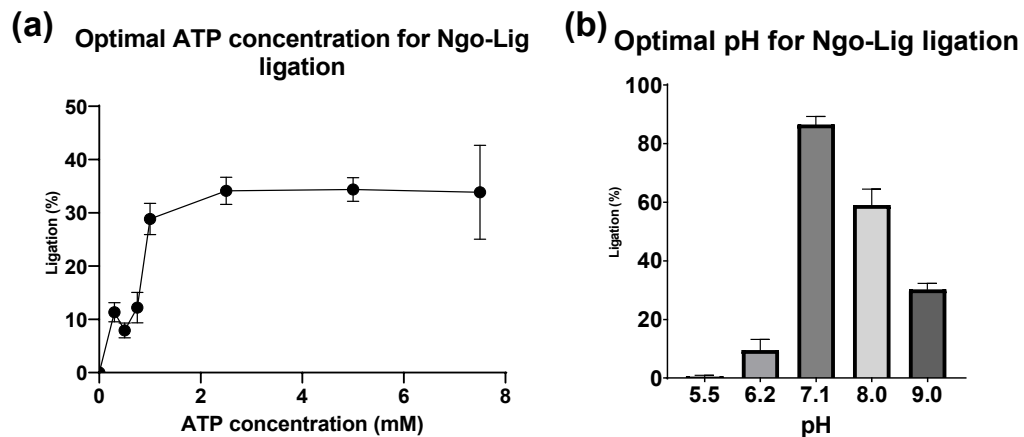 (a)
Optimal ATP concentration for Ngo-Lig
ligation
50
40
30
20
10
0
Ligation (%)
0 2 4 6 8
ATP concentration (mM)
(b)
Optimal pH for Ngo-Lig ligation
100
80
60
40
20
0
Ligation (%)
5.5 6.2 7.1 8.0 9.0
pH